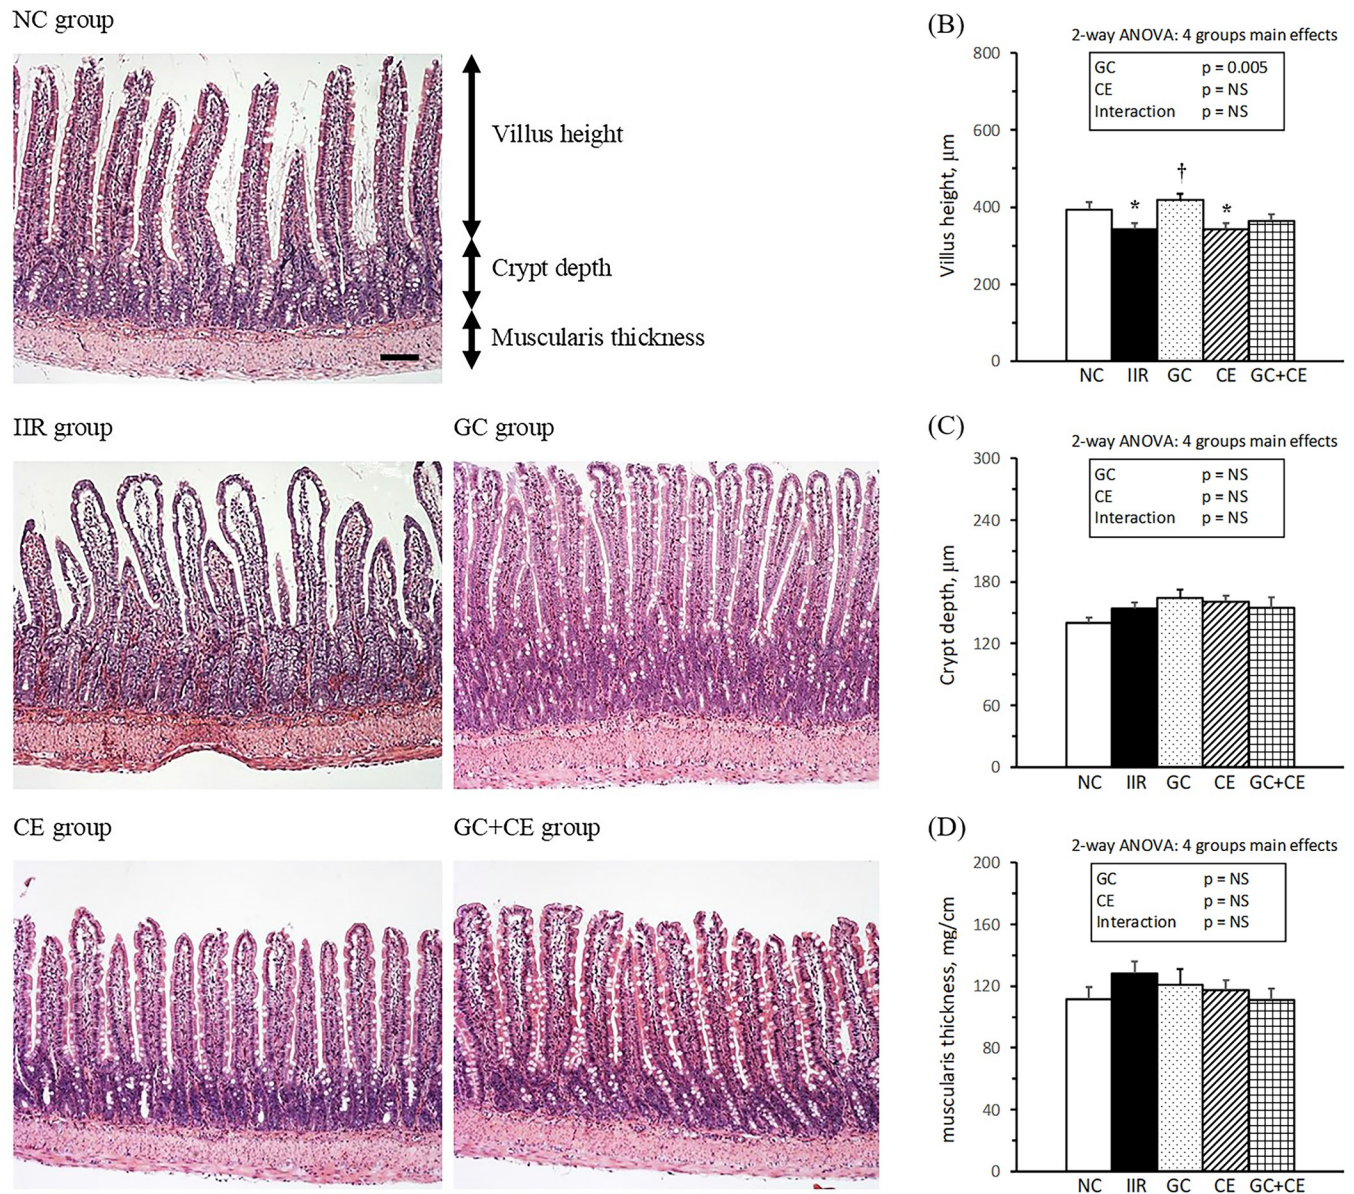 NC group
Villus height
Crypt depth
Muscularis thickness
IIR group
GC group
CE group
GC+CE group
(B)
2-way ANOVA: 4 groups main effects
GC p = 0.005
CE p = NS
Interaction p = NS
Villus height, μm
800
600
400
200
0
†
*
*
NC IIR GC CE GC+CE
(C)
2-way ANOVA: 4 groups main effects
GC p = NS
CE p = NS
Interaction p = NS
Crypt depth, μm
300
240
180
120
60
0
NC IIR GC CE GC+CE
(D)
2-way ANOVA: 4 groups main effects
GC p = NS
CE p = NS
Interaction p = NS
muscularis thickness, mg/cm
200
160
120
80
40
0
NC IIR GC CE GC+CE